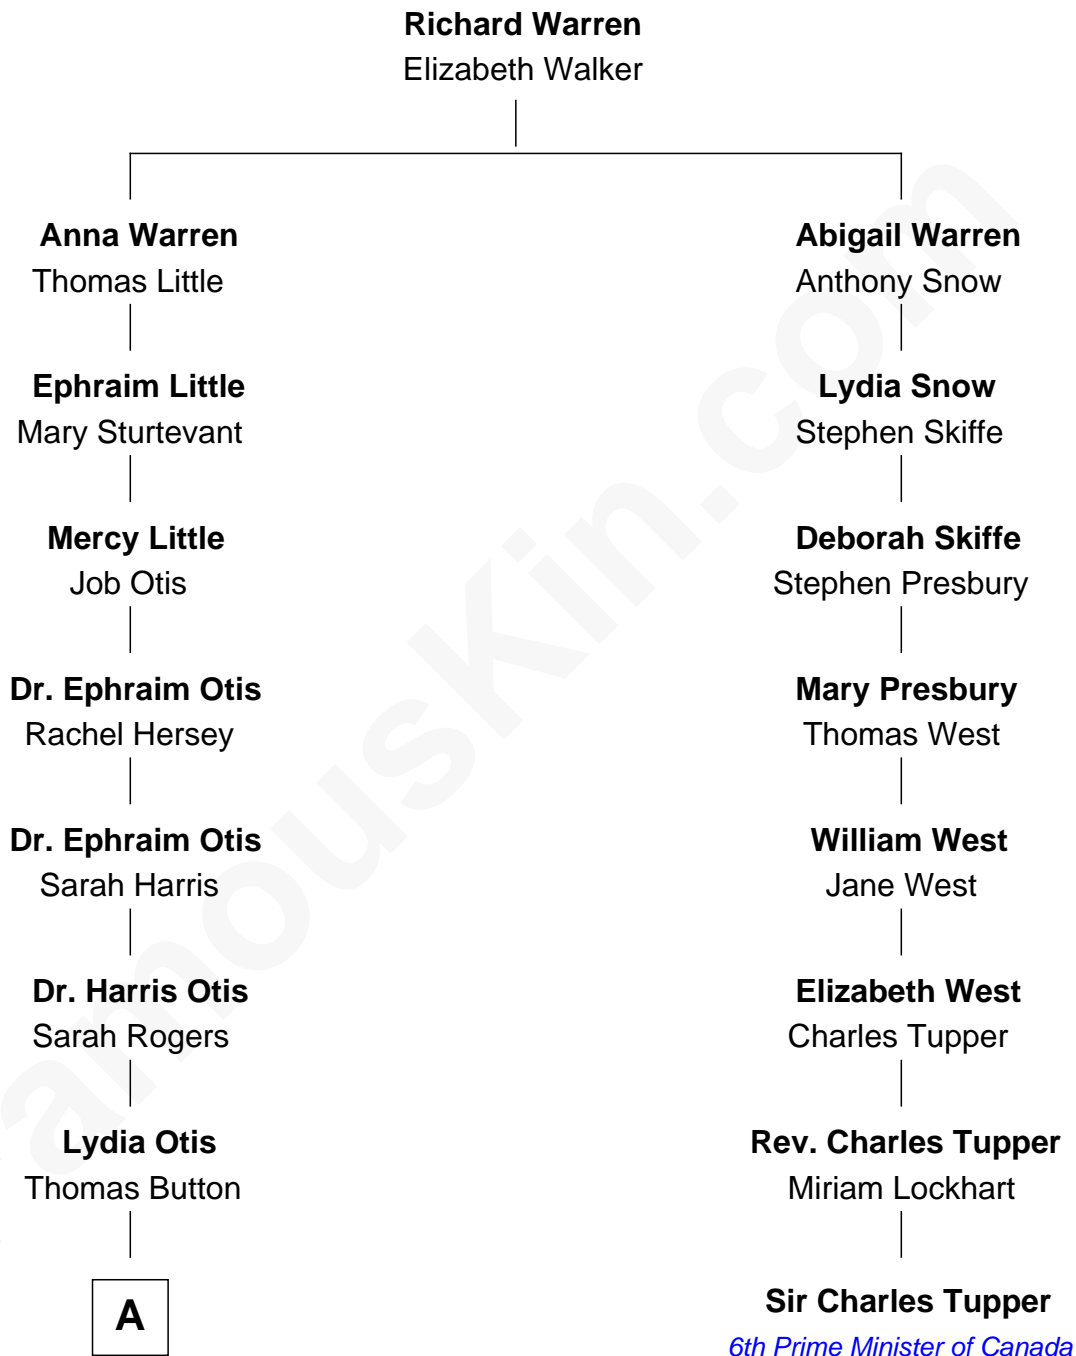 Richard Warren
Elizabeth Walker
Anna Warren
Thomas Little
Abigail Warren
Anthony Snow
Ephraim Little
Mary Sturtevant
Lydia Snow
Stephen Skiffe
Mercy Little
Job Otis
Deborah Skiffe
Stephen Presbury
Dr. Ephraim Otis
Rachel Hersey
Mary Presbury
Thomas West
Dr. Ephraim Otis
Sarah Harris
William West
Jane West
Dr. Harris Otis
Sarah Rogers
Elizabeth West
Charles Tupper
Lydia Otis
Thomas Button
Rev. Charles Tupper
Miriam Lockhart
A
Sir Charles Tupper
6th Prime Minister of Canada
amousKin.com